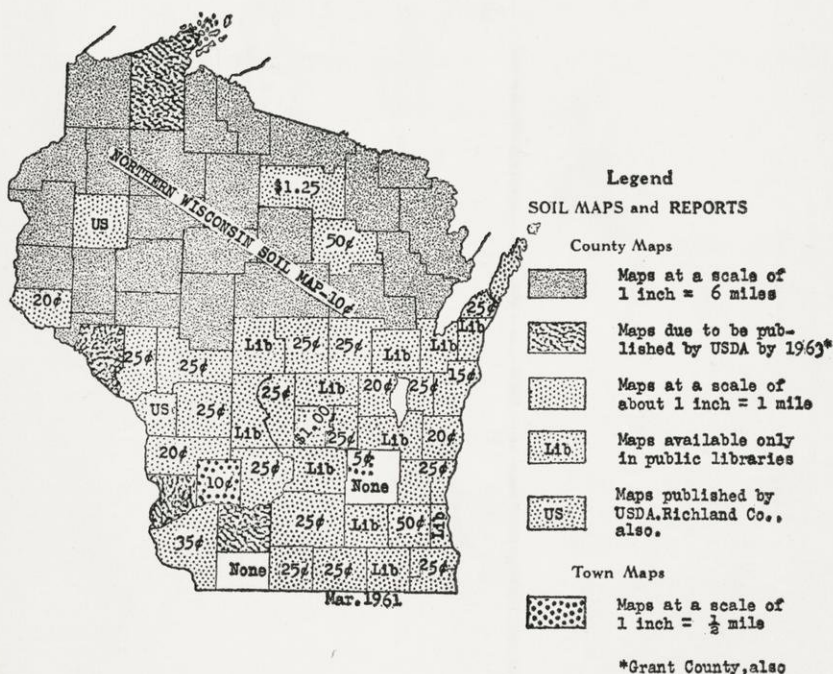 $1.25
NORTHERN WISCONSIN SOIL MAP-10¢
US
50¢
20¢
25¢
Lib
25¢
25¢
Lib
25¢
25¢
Lib
Lib
15¢
25¢
Lib
20¢
25¢
US
25¢
Lib
$1.00
25¢
Lib
20¢
20¢
10¢
25¢
Lib
5¢
None
25¢
35¢
25¢
Lib
50¢
Lib
None
25¢
25¢
Lib
25¢
Mar. 1961
Legend
SOIL MAPS and REPORTS
County Maps
Maps at a scale of
1 inch = 6 miles
Maps due to be pub-
lished by USDA by 1963*
Maps at a scale of
about 1 inch = 1 mile
Lib
Maps available only
in public libraries
US
Maps published by
USDA.Richland Co.,
also.
Town Maps
Maps at a scale of
1 inch = ½ mile
*Grant County,also